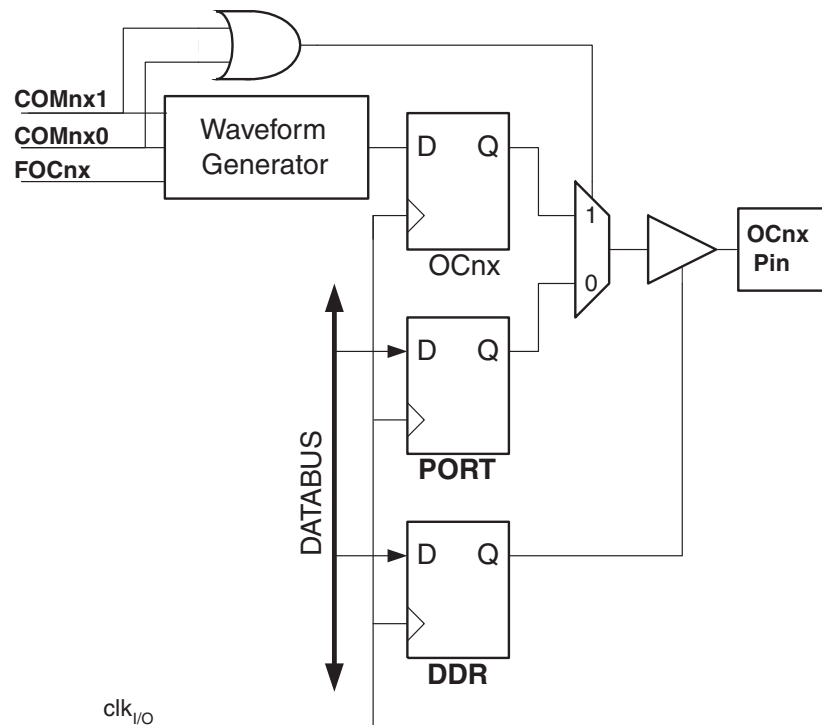 COMnx1
COMnx0
FOCnx
Waveform
Generator
D Q
OCnx
1
0
OCnx
Pin
D Q
PORT
DATABUS
D Q
DDR
clkI/O